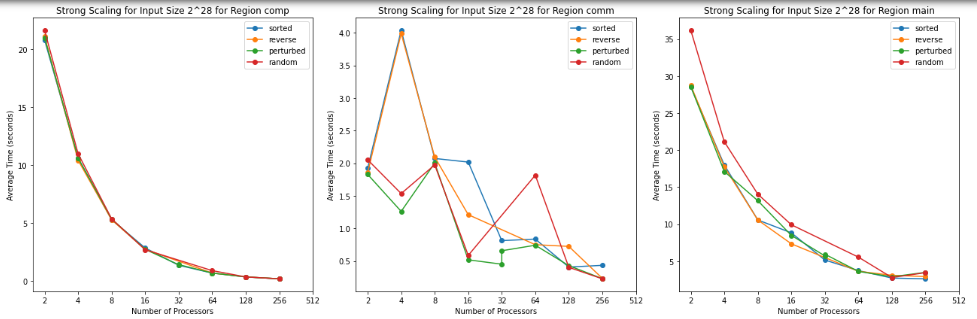 Strong Scaling for Input Size 2^28 for Region comp
sorted
reverse
perturbed
random
20
15
10
5
0
Average Time (seconds)
2 4 8 16 32 64 128 256 512
Number of Processors
Strong Scaling for Input Size 2^28 for Region comm
sorted
reverse
perturbed
random
4.0
3.5
3.0
2.5
2.0
1.5
1.0
0.5
Average Time (seconds)
2 4 8 16 32 64 128 256 512
Number of Processors
Strong Scaling for Input Size 2^28 for Region main
sorted
reverse
perturbed
random
35
30
25
20
15
10
5
Average Time (seconds)
2 4 8 16 32 64 128 256 512
Number of Processors